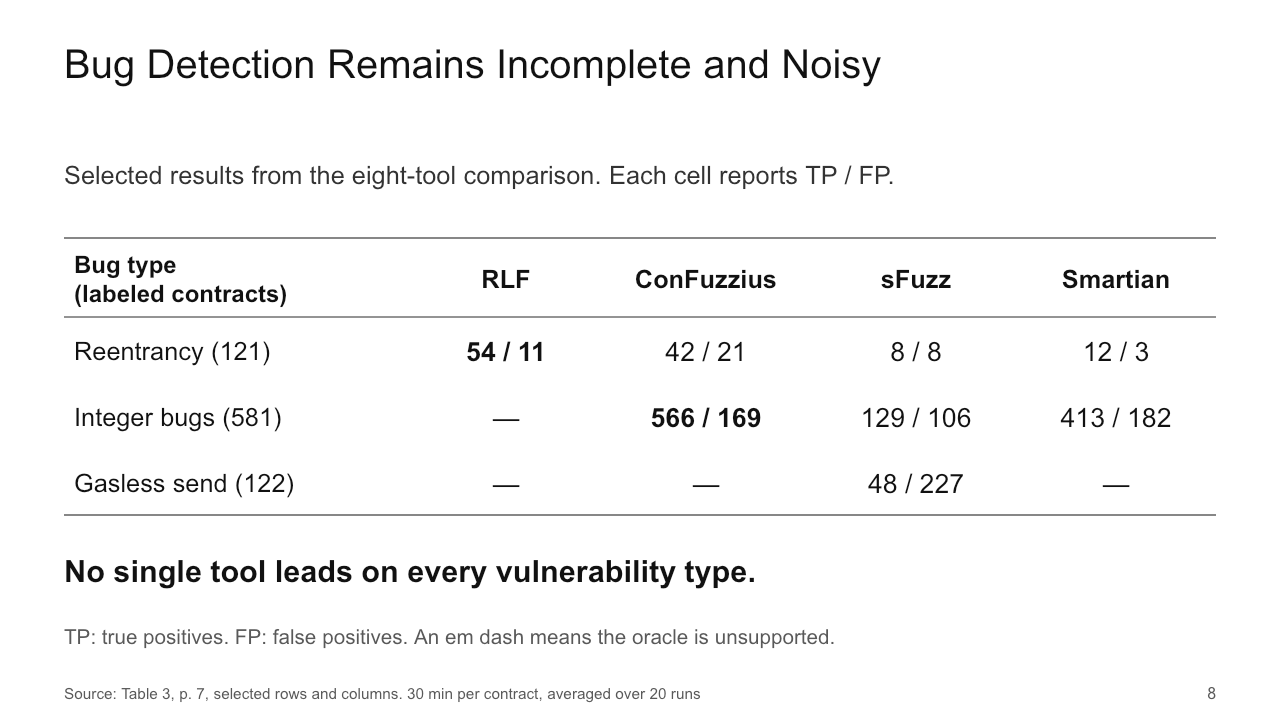 Bug Detection Remains Incomplete and Noisy
Selected results from the eight-tool comparison. Each cell reports TP / FP.
Bug type
(labeled contracts) RLF ConFuzzius sFuzz Smartian
Reentrancy (121) 54 / 11 42 / 21 8 / 8 12 / 3
Integer bugs (581) — 566 / 169 129 / 106 413 / 182
Gasless send (122) — — 48 / 227 —
No single tool leads on every vulnerability type.
TP: true positives. FP: false positives. An em dash means the oracle is unsupported.
Source: Table 3, p. 7, selected rows and columns. 30 min per contract, averaged over 20 runs 8